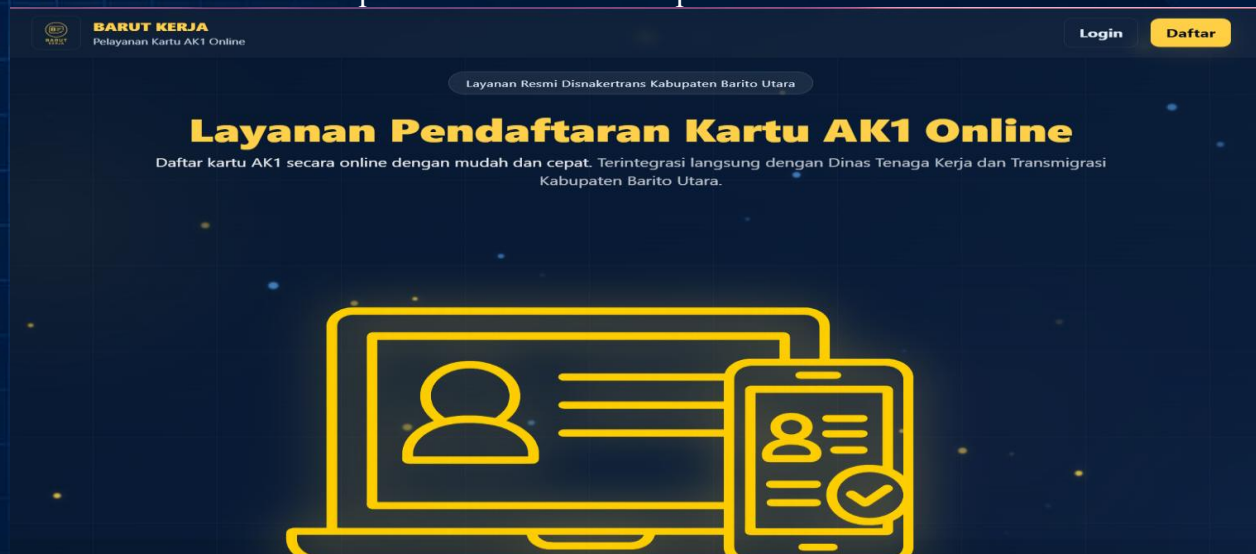 BARUT KERJA
Pelayanan Kartu AK1 Online
Login
Daftar
Layanan Resmi Disnakertrans Kabupaten Barito Utara
Layanan Pendaftaran Kartu AK1 Online
Daftar kartu AK1 secara online dengan mudah dan cepat. Terintegrasi langsung dengan Dinas Tenaga Kerja dan Transmigrasi
Kabupaten Barito Utara.